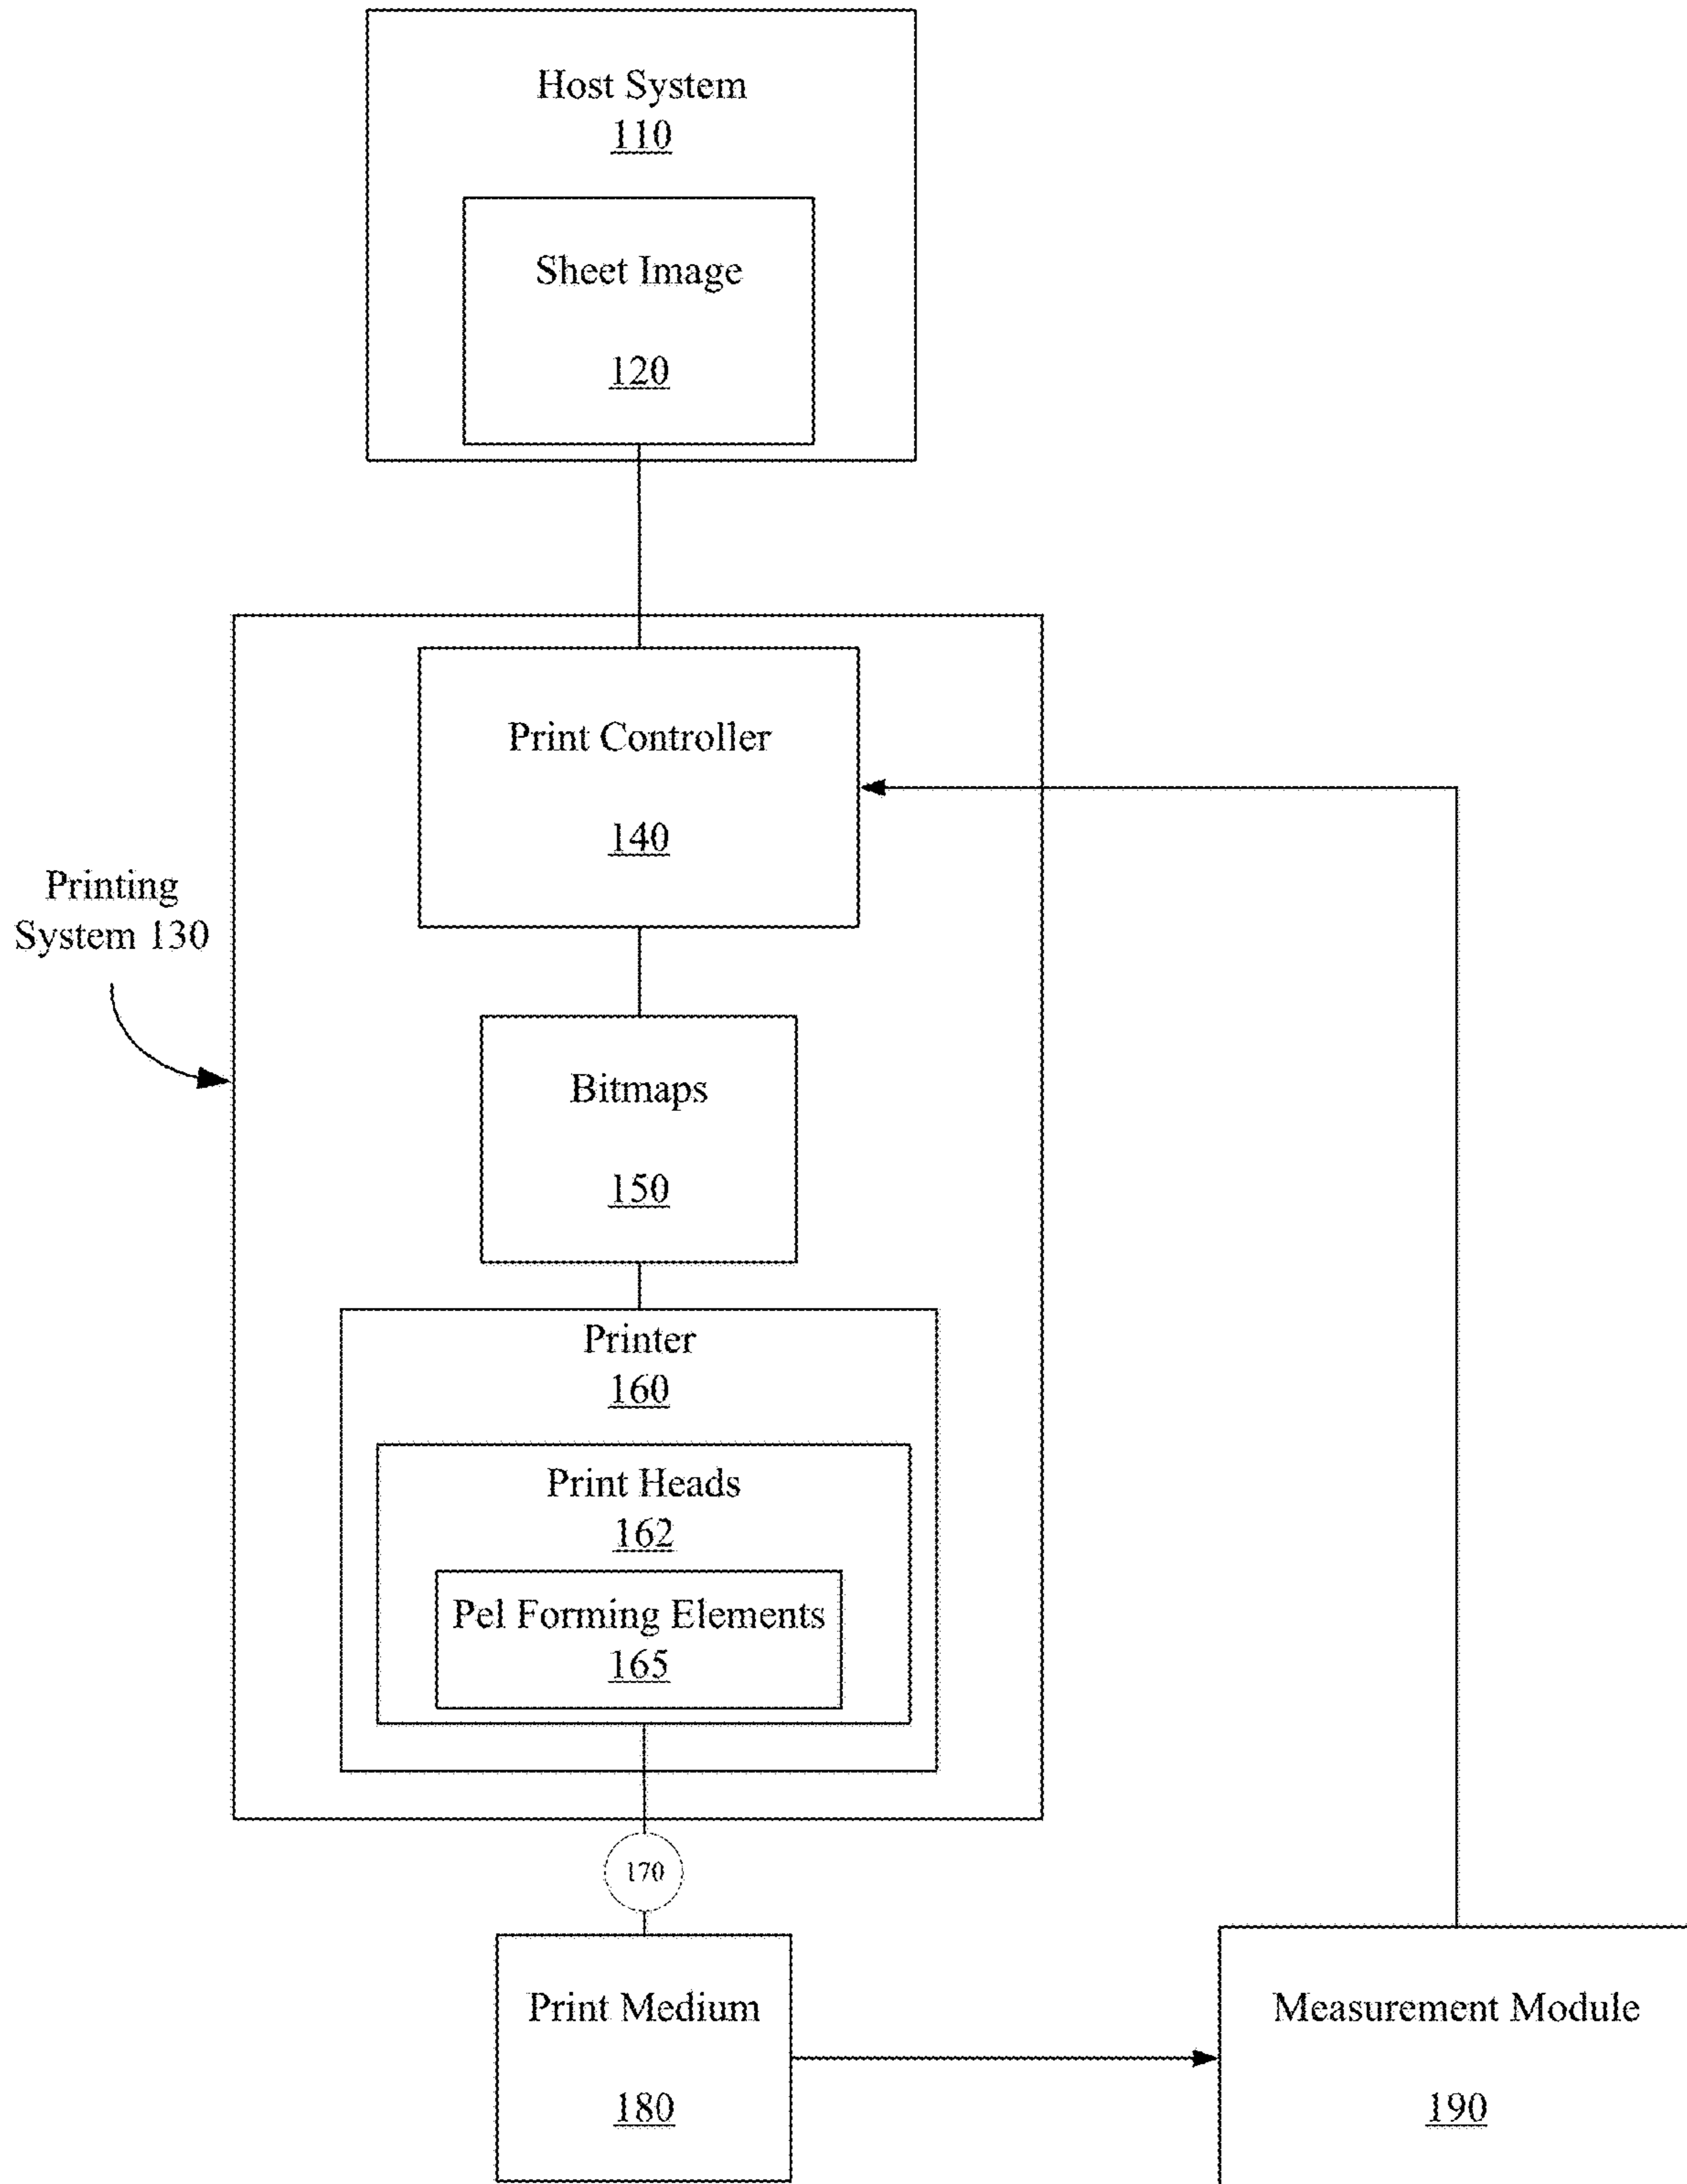 Host System
110
Sheet Image
120
Print Controller
140
Printing
System 130
Bitmaps
150
Printer
160
Print Heads
162
Pel Forming Elements
165
170
Print Medium
180
Measurement Module
190